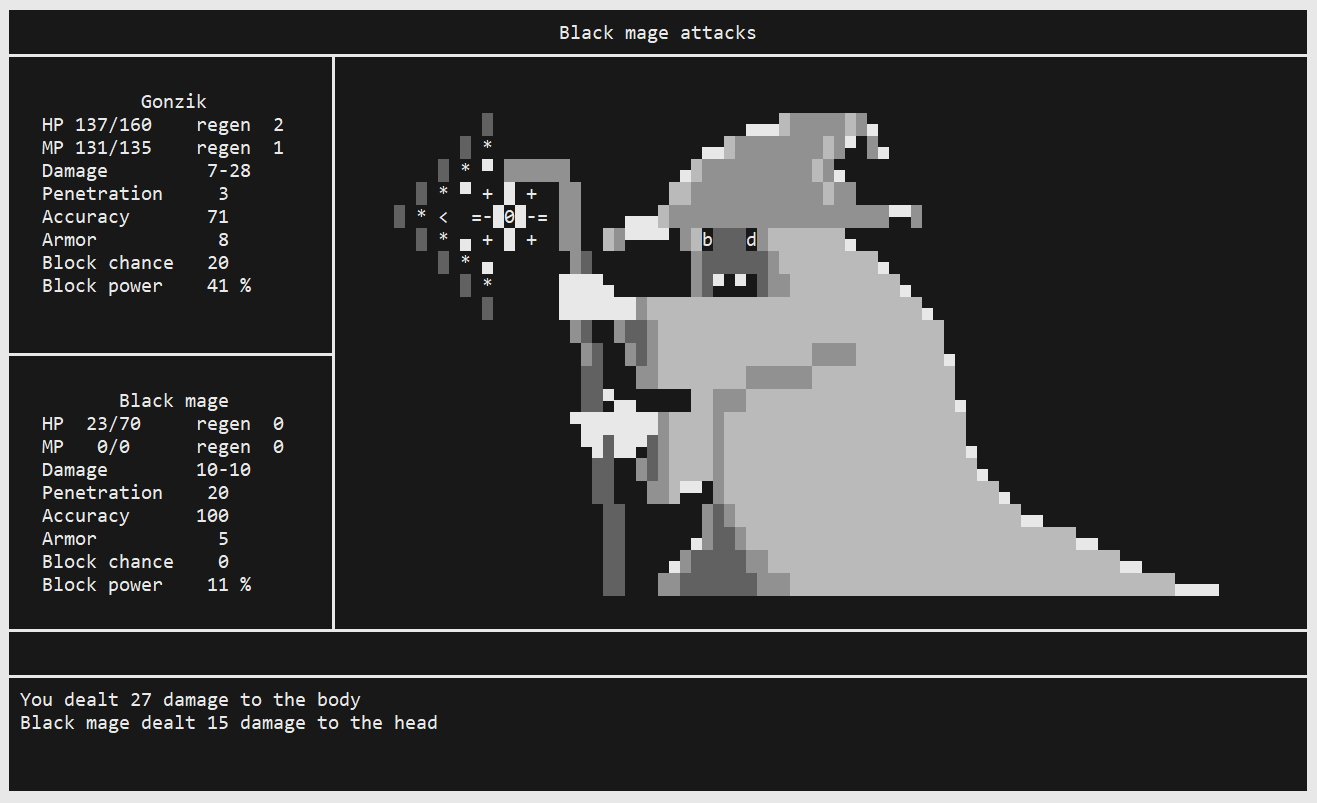 Black mage attacks
Gonzik
HP 137/160 regen 2
MP 131/135 regen 1
Damage 7-28
Penetration 3
Accuracy 71
Armor 8
Block chance 20
Block power 41 %
Black mage
HP 23/70 regen 0
MP 0/0 regen 0
Damage 10-10
Penetration 20
Accuracy 100
Armor 5
Block chance 0
Block power 11 %
*
*
* + +
* < =- 0 -=
* + +
*
*
b d
You dealt 27 damage to the body
Black mage dealt 15 damage to the head